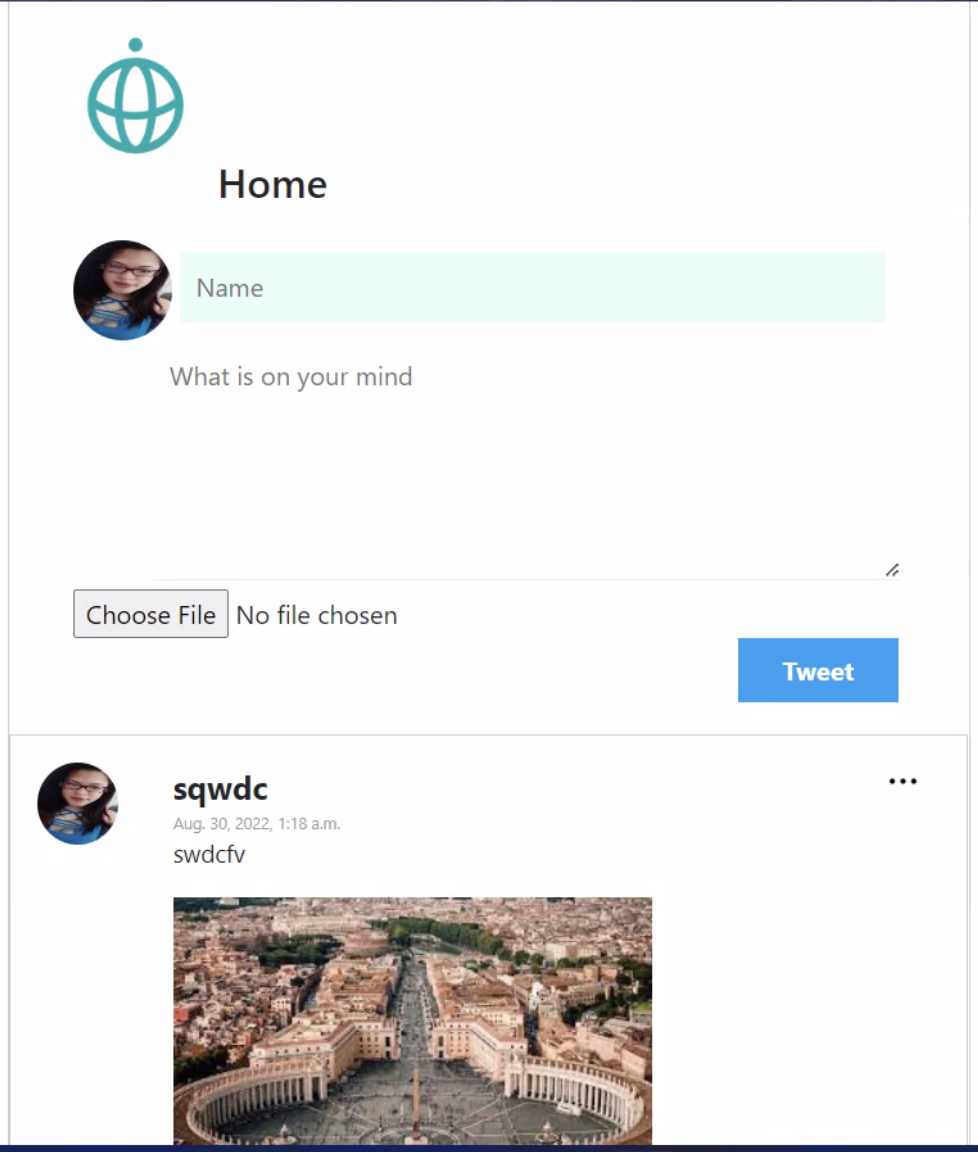 Home
Name
What is on your mind
Choose File No file chosen
Tweet
sqwdc
Aug. 30, 2022, 1:18 a.m.
swdcfv